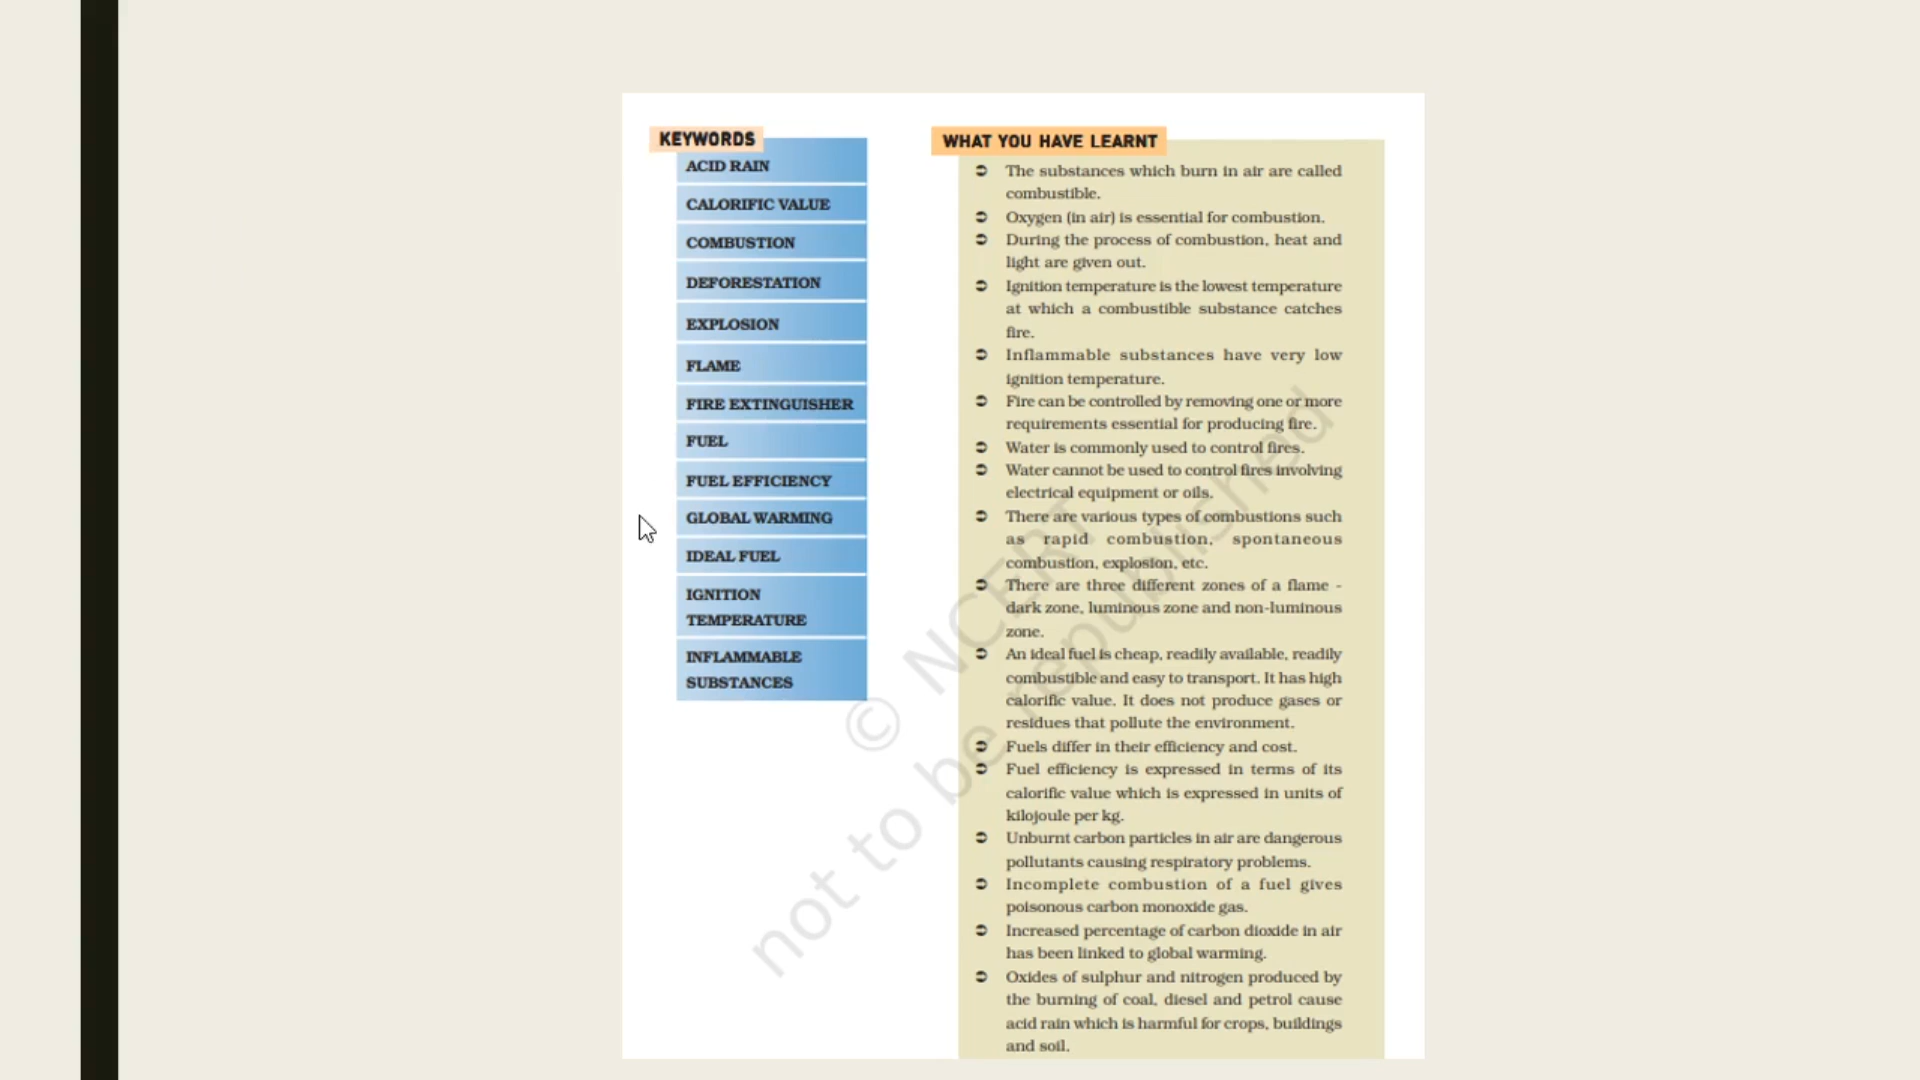 KEYWORDS
ACID RAIN
CALORIFIC VALUE
COMBUSTION
DEFORESTATION
EXPLOSION
FLAME
FIRE EXTINGUISHER
FUEL
FUEL EFFICIENCY
GLOBAL WARMING
IDEAL FUEL
IGNITION
TEMPERATURE
INFLAMMABLE
SUBSTANCES
WHAT YOU HAVE LEARNT
➲ The substances which burn in air are called
combustible.
➲ Oxygen (in air) is essential for combustion.
➲ During the process of combustion, heat and
light are given out.
➲ Ignition temperature is the lowest temperature
at which a combustible substance catches
fire.
➲ Inflammable substances have very low
ignition temperature.
➲ Fire can be controlled by removing one or more
requirements essential for producing fire.
➲ Water is commonly used to control fires.
➲ Water cannot be used to control fires involving
electrical equipment or oils.
➲ There are various types of combustions such
as rapid combustion, spontaneous
combustion, explosion, etc.
➲ There are three different zones of a flame -
dark zone, luminous zone and non-luminous
zone.
➲ An ideal fuel is cheap, readily available, readily
combustible and easy to transport. It has high
calorific value. It does not produce gases or
residues that pollute the environment.
➲ Fuels differ in their efficiency and cost.
➲ Fuel efficiency is expressed in terms of its
calorific value which is expressed in units of
kilojoule per kg.
➲ Unburnt carbon particles in air are dangerous
pollutants causing respiratory problems.
➲ Incomplete combustion of a fuel gives
poisonous carbon monoxide gas.
➲ Increased percentage of carbon dioxide in air
has been linked to global warming.
➲ Oxides of sulphur and nitrogen produced by
the burning of coal, diesel and petrol cause
acid rain which is harmful for crops, buildings
and soil.
© NCERT
not to be republished